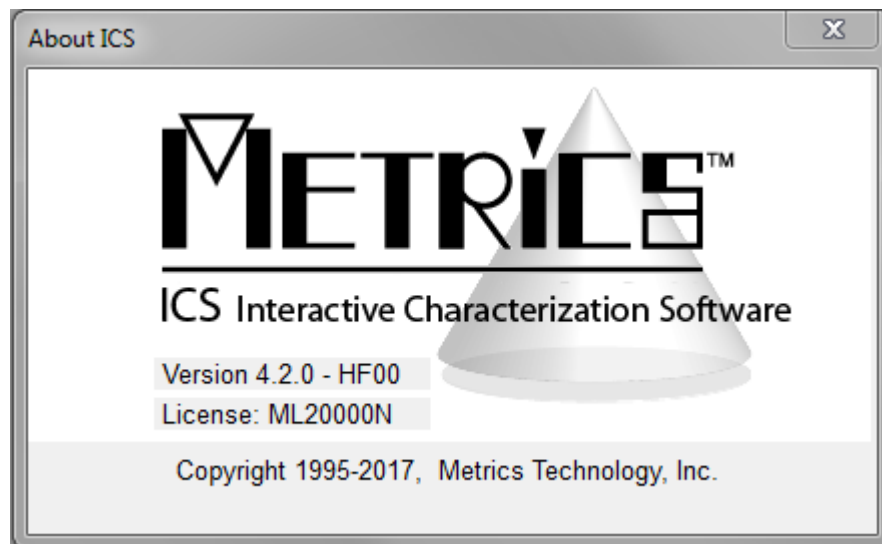 About ICS
METRiCS™
ICS Interactive Characterization Software
Version 4.2.0 - HF00
License: ML20000N
Copyright 1995-2017, Metrics Technology, Inc.